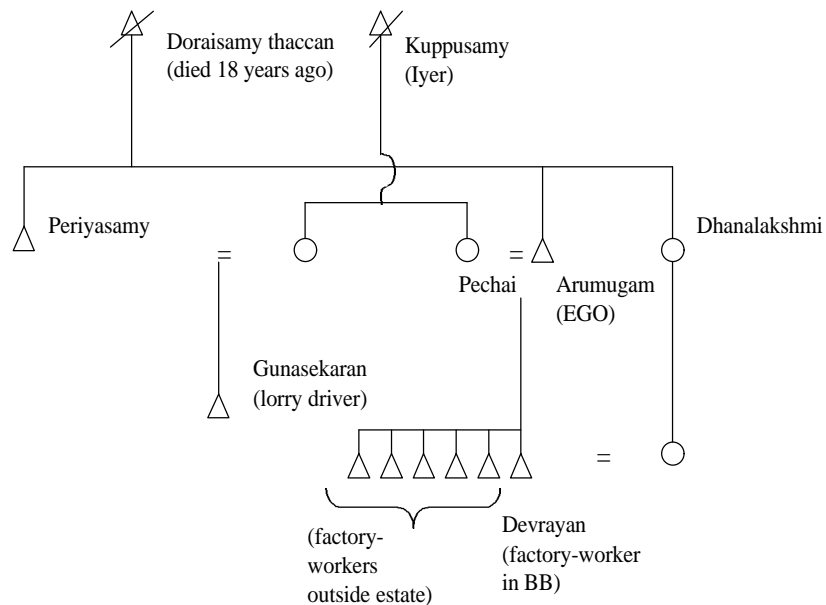 Doraisamy thaccan
(died 18 years ago)
Kuppusamy
(Iyer)
Periyasamy
=
=
Dhanalakshmi
Pechai
Arumugam
(EGO)
Gunasekaran
(lorry driver)
=
(factory-
workers
outside estate)
Devrayan
(factory-worker
in BB)